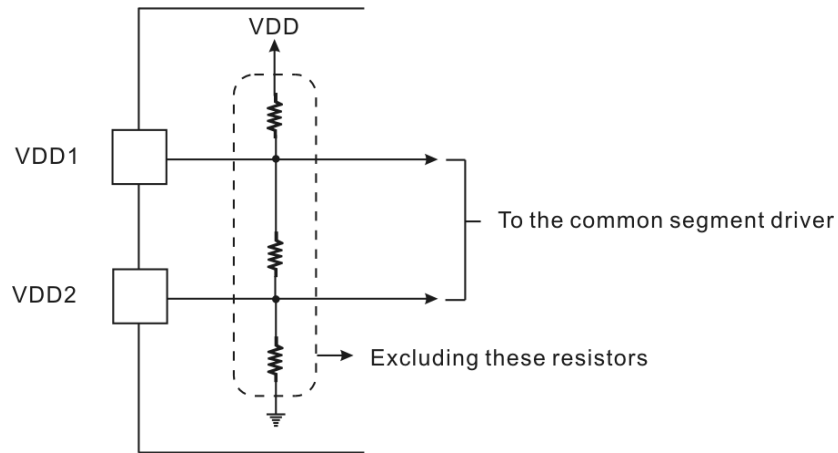 VDD
VDD1
To the common segment driver
VDD2
Excluding these resistors